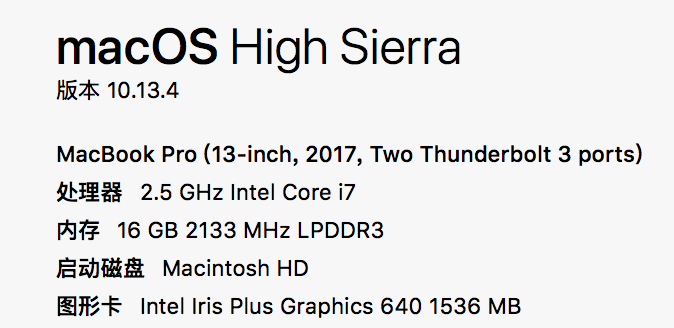 macOS High Sierra
版本 10.13.4
MacBook Pro (13-inch, 2017, Two Thunderbolt 3 ports)
处理器 2.5 GHz Intel Core i7
内存 16 GB 2133 MHz LPDDR3
启动磁盘 Macintosh HD
图形卡 Intel Iris Plus Graphics 640 1536 MB